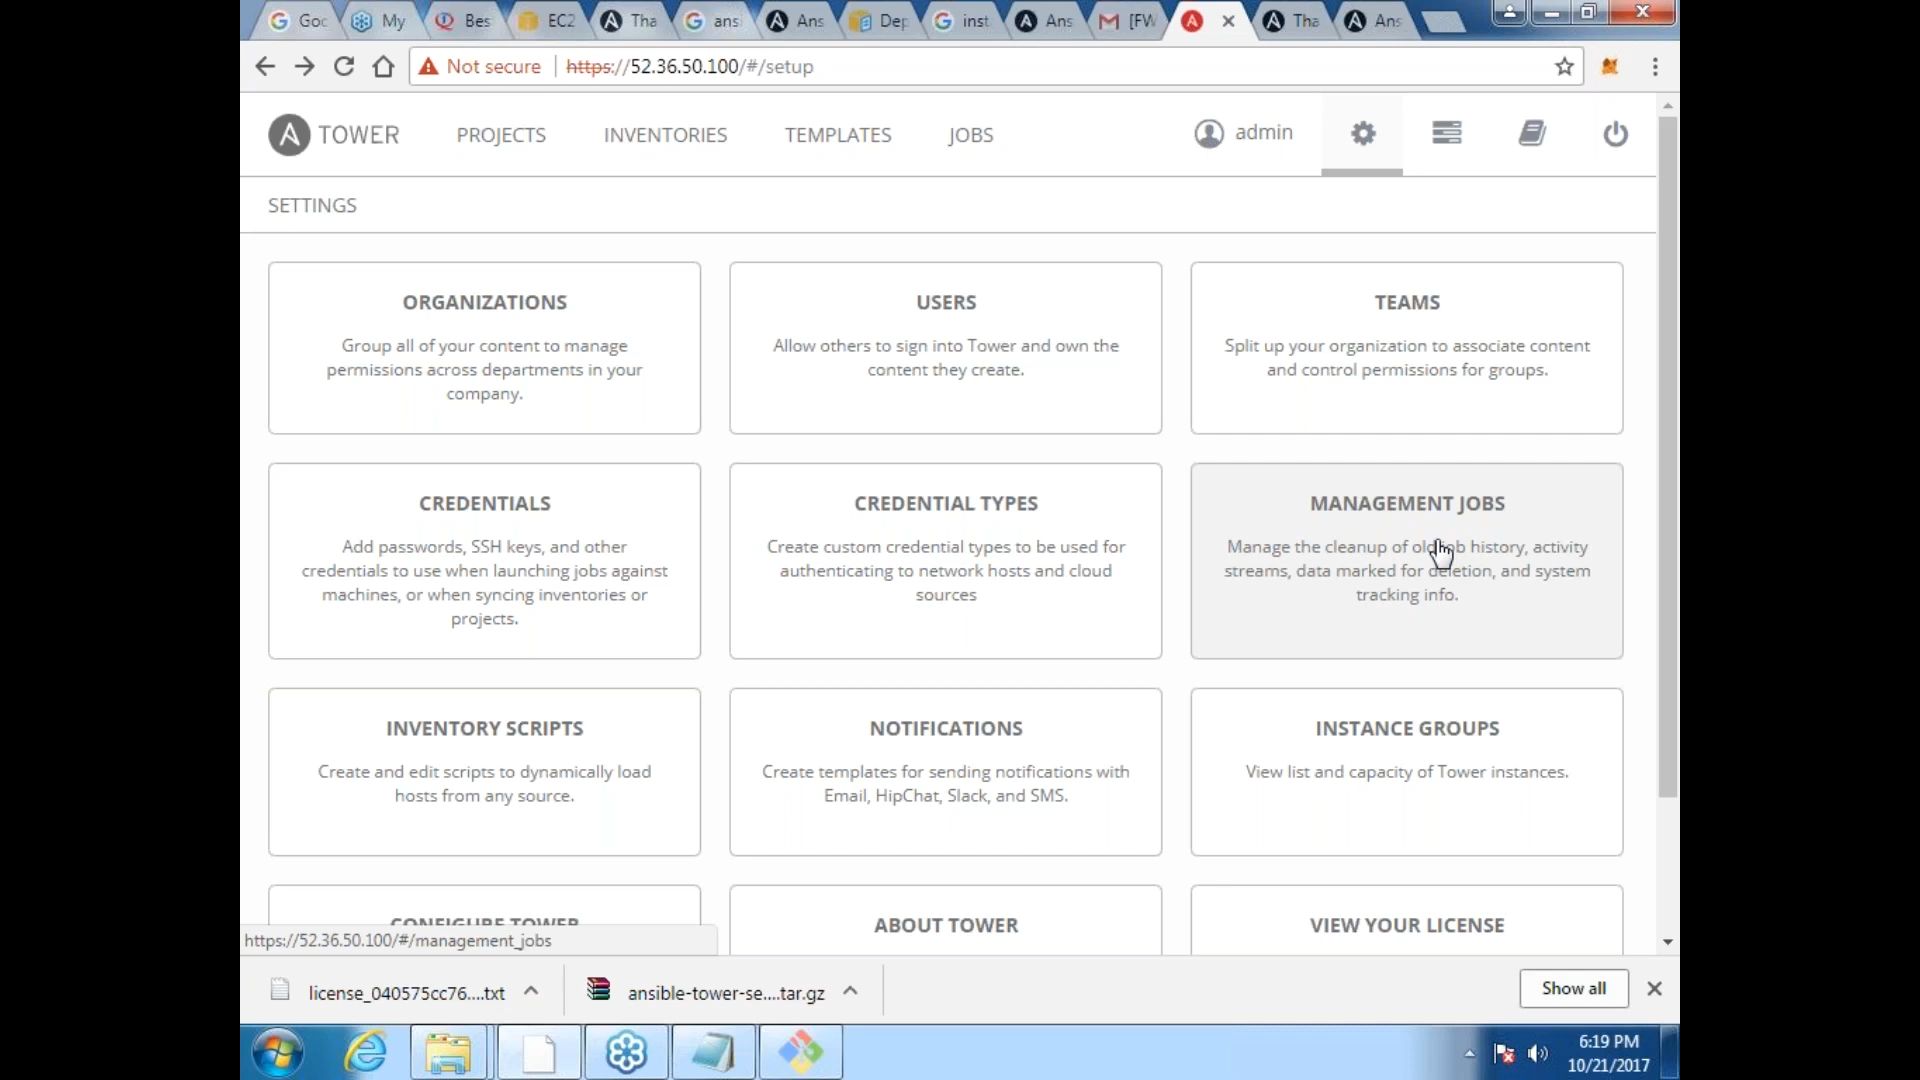 Goc
My
Bes
EC2
Tha
ans
Ans
Dep
inst
Ans
[FW
Tha
Ans
Not secure
https://52.36.50.100/#/setup
TOWER
PROJECTS
INVENTORIES
TEMPLATES
JOBS
admin
SETTINGS
ORGANIZATIONS
Group all of your content to manage
permissions across departments in your
company.
USERS
Allow others to sign into Tower and own the
content they create.
TEAMS
Split up your organization to associate content
and control permissions for groups.
CREDENTIALS
Add passwords, SSH keys, and other
credentials to use when launching jobs against
machines, or when syncing inventories or
projects.
CREDENTIAL TYPES
Create custom credential types to be used for
authenticating to network hosts and cloud
sources
MANAGEMENT JOBS
Manage the cleanup of old job history, activity
streams, data marked for deletion, and system
tracking info.
INVENTORY SCRIPTS
Create and edit scripts to dynamically load
hosts from any source.
NOTIFICATIONS
Create templates for sending notifications with
Email, HipChat, Slack, and SMS.
INSTANCE GROUPS
View list and capacity of Tower instances.
CONFIGURE TOWER
ABOUT TOWER
VIEW YOUR LICENSE
https://52.36.50.100/#/management_jobs
license_040575cc76....txt
ansible-tower-se....tar.gz
Show all
6:19 PM
10/21/2017